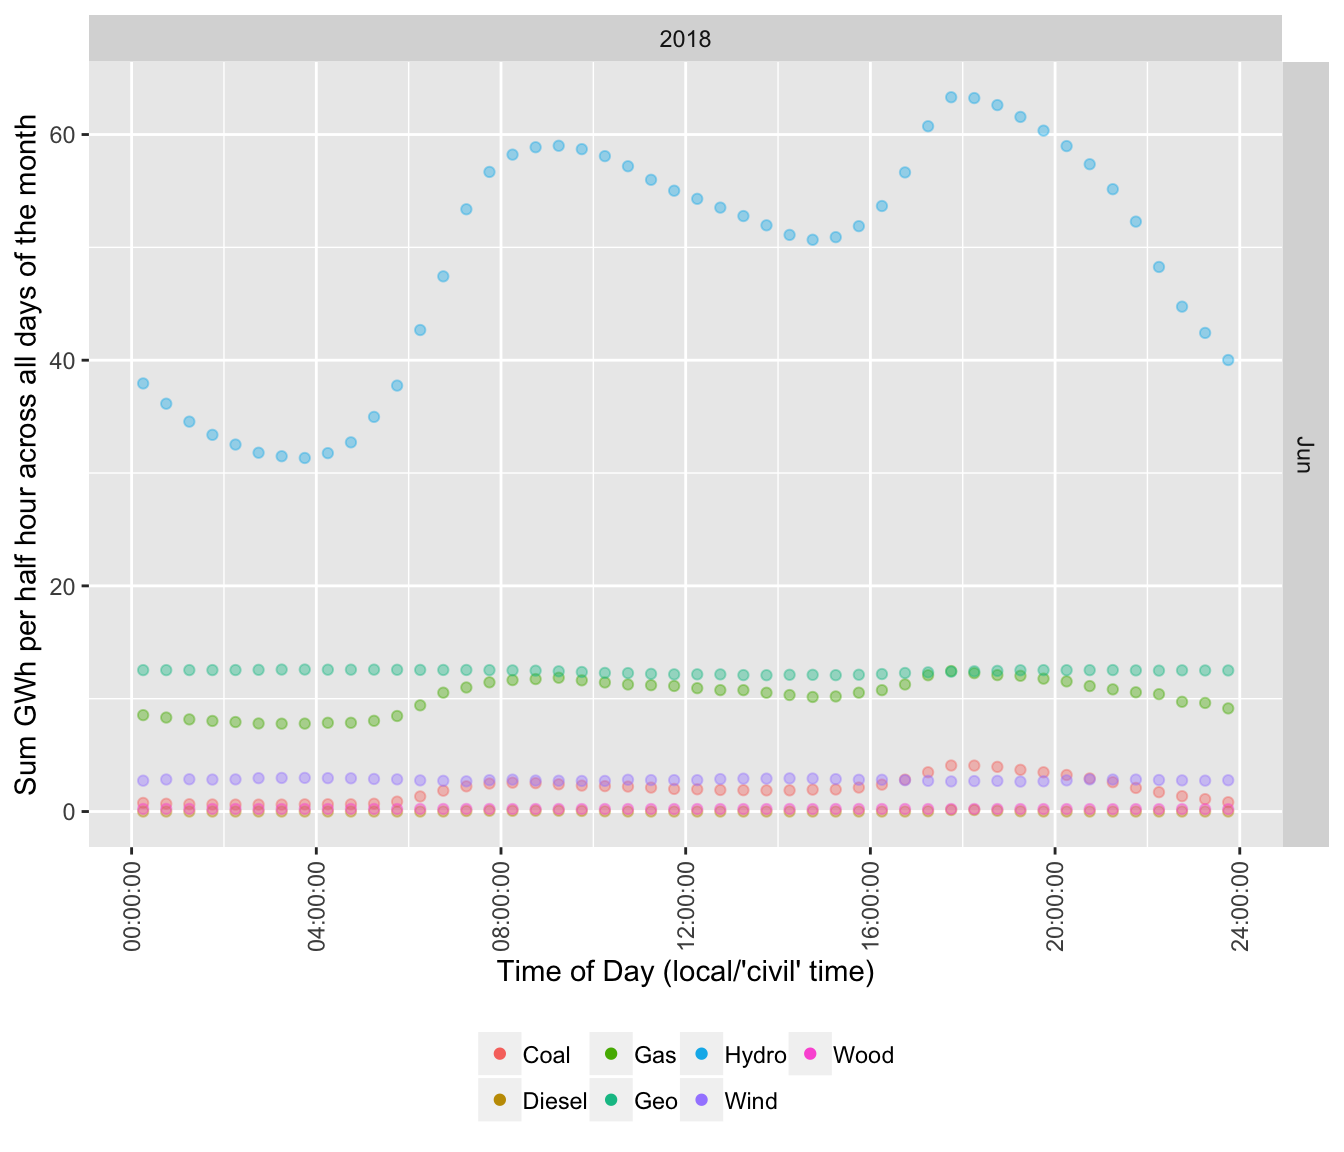 2018
Sum GWh per half hour across all days of the month
60
40
20
0
Jun
00:00:00
04:00:00
08:00:00
12:00:00
16:00:00
20:00:00
24:00:00
Time of Day (local/'civil' time)
Coal Gas Hydro Wood
Diesel Geo Wind